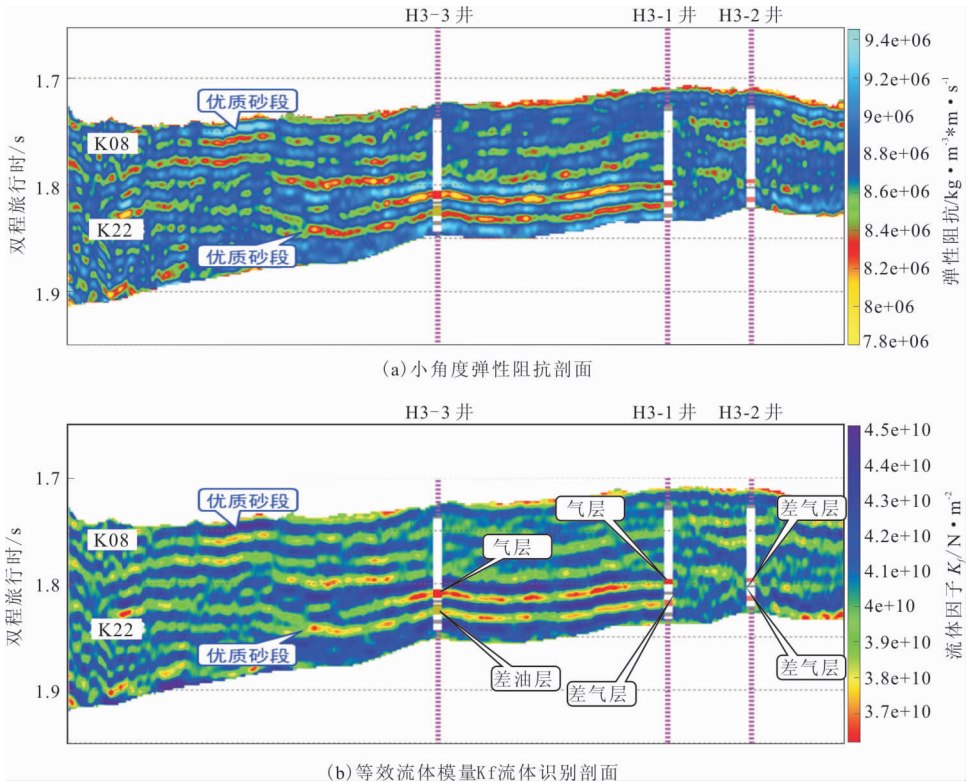 H3-3 井 H3-1 井 H3-2 井
1.7
1.8
1.9
双程旅行时/s
优质砂段
K08
K22
优质砂段
9.4e+06
9.2e+06
9e+06
8.8e+06
8.6e+06
8.4e+06
8.2e+06
8e+06
7.8e+06
弹性阻抗/kg·m⁻³*m·s⁻¹
(a)小角度弹性阻抗剖面
H3-3 井 H3-1 井 H3-2 井
1.7
1.8
1.9
双程旅行时/s
优质砂段
K08
K22
优质砂段
气层
差油层
气层
差气层
差气层
差气层
4.5e+10
4.4e+10
4.3e+10
4.2e+10
4.1e+10
4e+10
3.9e+10
3.8e+10
3.7e+10
流体因子 Kf/N·m⁻²
(b)等效流体模量Kf流体识别剖面